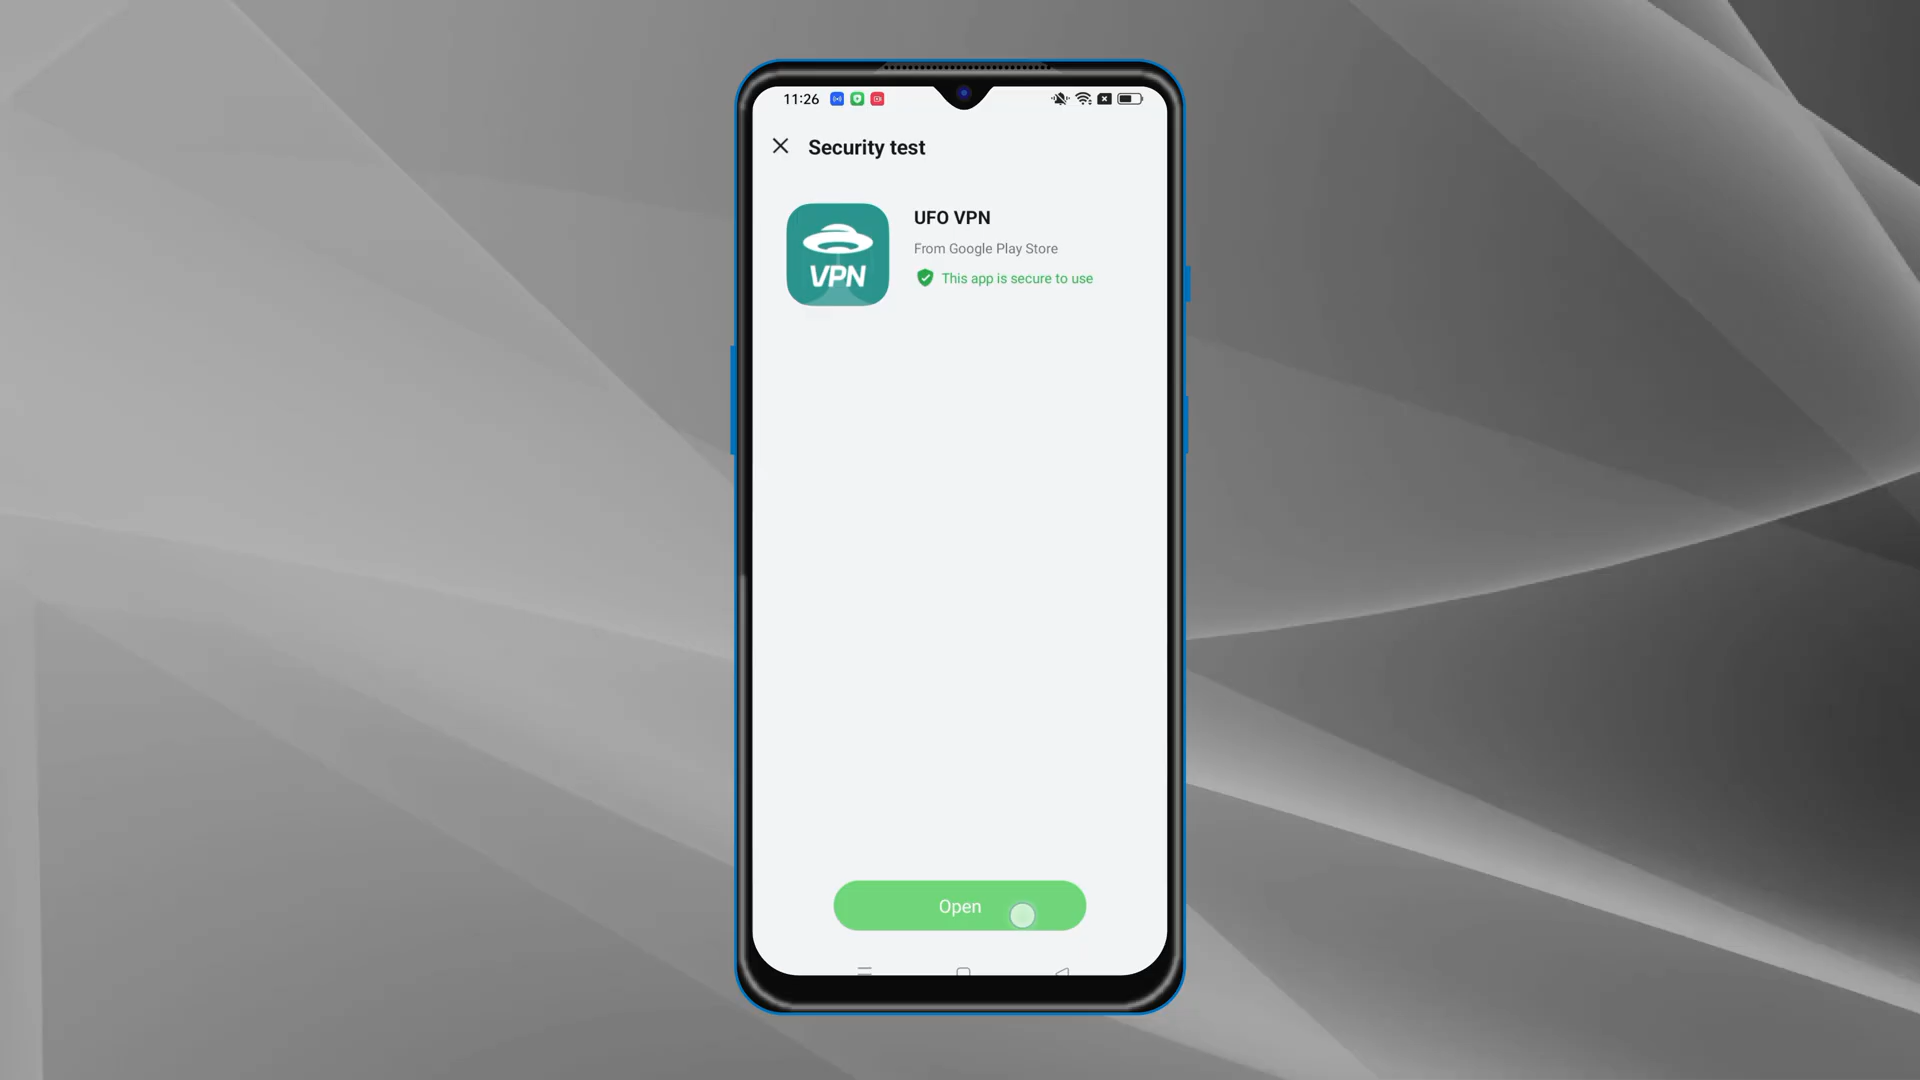 11:26
Security test
UFO VPN
From Google Play Store
This app is secure to use
VPN
Open